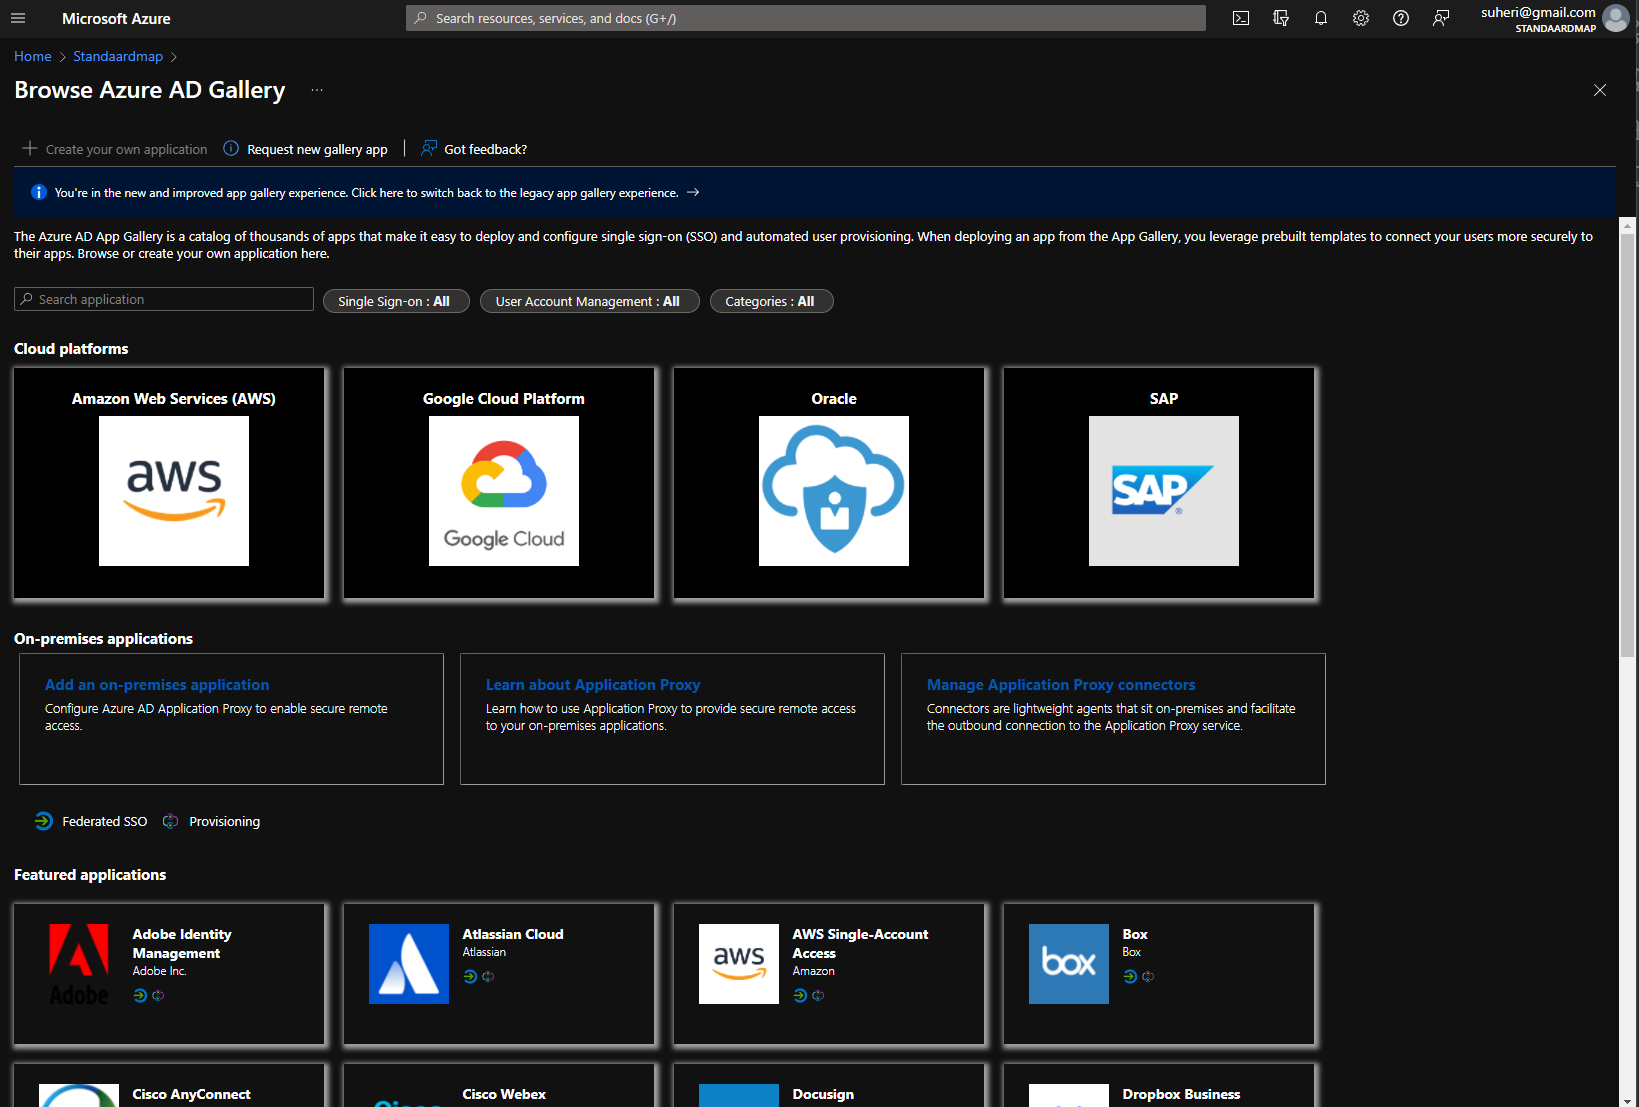 Microsoft Azure
Search resources, services, and docs (G+/)
suheri@gmail.com
STANDAARDMAP
Home
Standaardmap
Browse Azure AD Gallery
...
Create your own application
Request new gallery app
Got feedback?
You're in the new and improved app gallery experience. Click here to switch back to the legacy app gallery experience. →
The Azure AD App Gallery is a catalog of thousands of apps that make it easy to deploy and configure single sign-on (SSO) and automated user provisioning. When deploying an app from the App Gallery, you leverage prebuilt templates to connect your users more securely to
their apps. Browse or create your own application here.
Search application
Single Sign-on : All
User Account Management : All
Categories : All
Cloud platforms
Amazon Web Services (AWS)
aws
Google Cloud Platform
Google Cloud
Oracle
SAP
SAP®
On-premises applications
Add an on-premises application
Configure Azure AD Application Proxy to enable secure remote
access.
Learn about Application Proxy
Learn how to use Application Proxy to provide secure remote access
to your on-premises applications.
Manage Application Proxy connectors
Connectors are lightweight agents that sit on-premises and facilitate
the outbound connection to the Application Proxy service.
Federated SSO
Provisioning
Featured applications
Adobe
Adobe Identity
Management
Adobe Inc.
Atlassian Cloud
Atlassian
aws
AWS Single-Account
Access
Amazon
box
Box
Box
Cisco AnyConnect
Cisco
Cisco Webex
Docusign
Dropbox Business